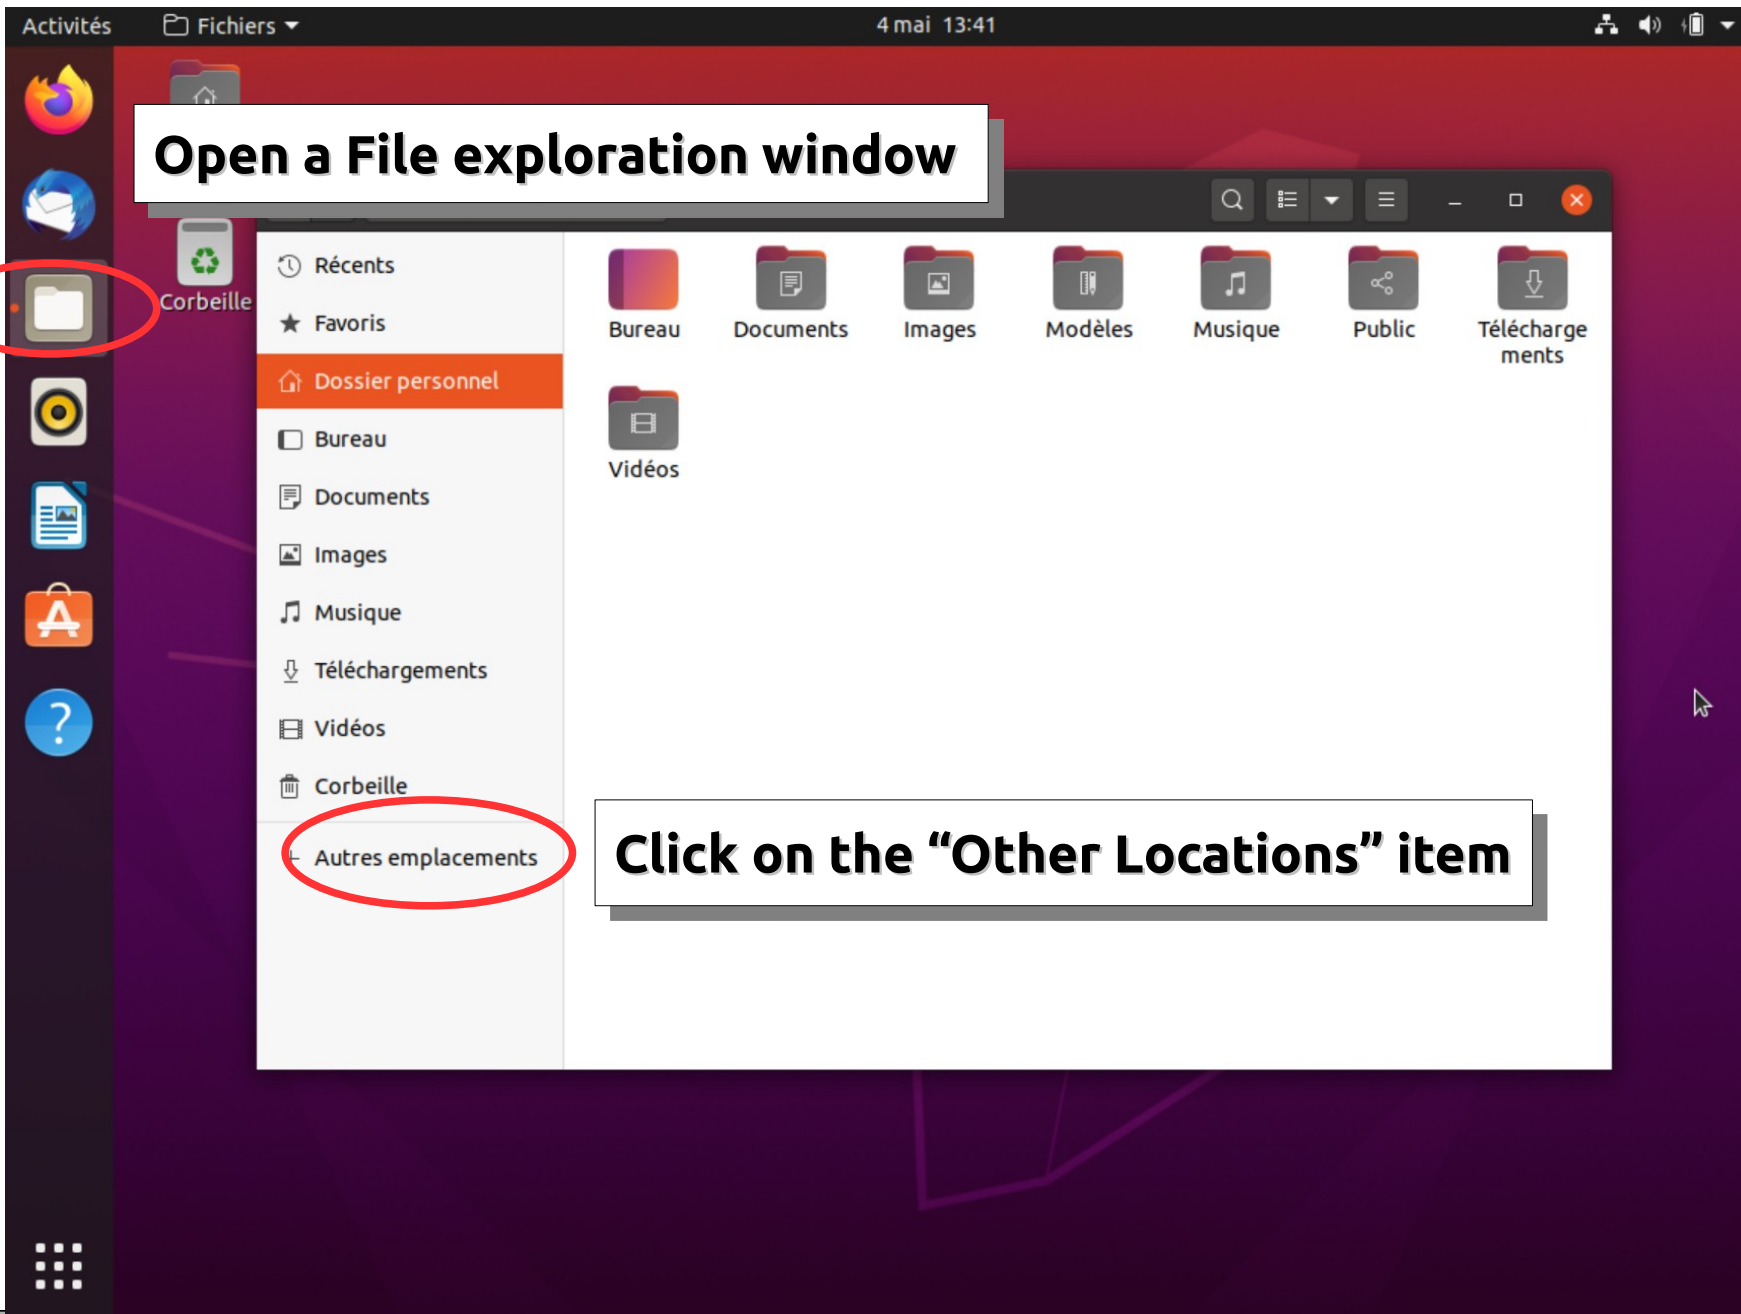 Activités
Fichiers
4 mai 13:41
Open a File exploration window
Corbeille
Récents
Favoris
Dossier personnel
Bureau
Documents
Images
Musique
Téléchargements
Vidéos
Corbeille
Autres emplacements
Bureau
Documents
Images
Modèles
Musique
Public
Télécharge
ments
Vidéos
Click on the “Other Locations” item